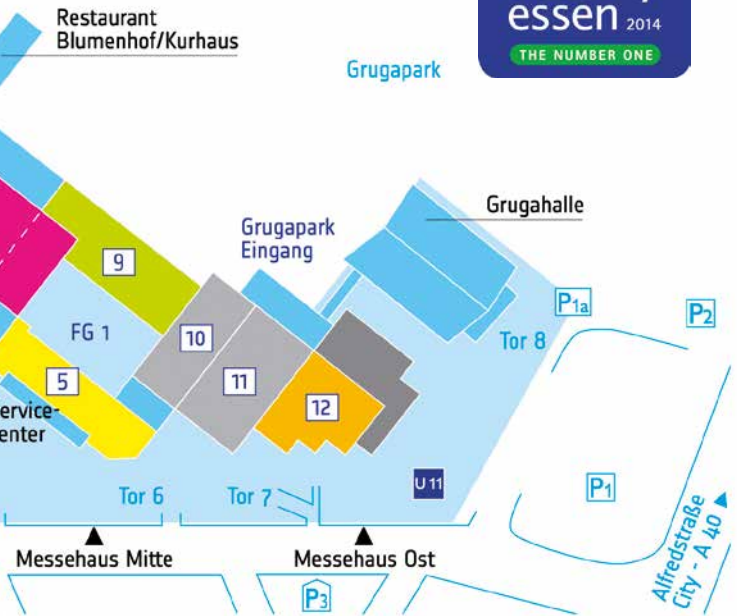 Restaurant
Blumenhof/Kurhaus
essen 2014
THE NUMBER ONE
Grugapark
Grugahalle
Grugapark
Eingang
9
P1a
P2
FG 1
10
Tor 8
5
11
12
ervice-
enter
U 11
P1
Tor 6
Tor 7
Messehaus Mitte
Messehaus Ost
Alfredstraße
City - A 40
P3